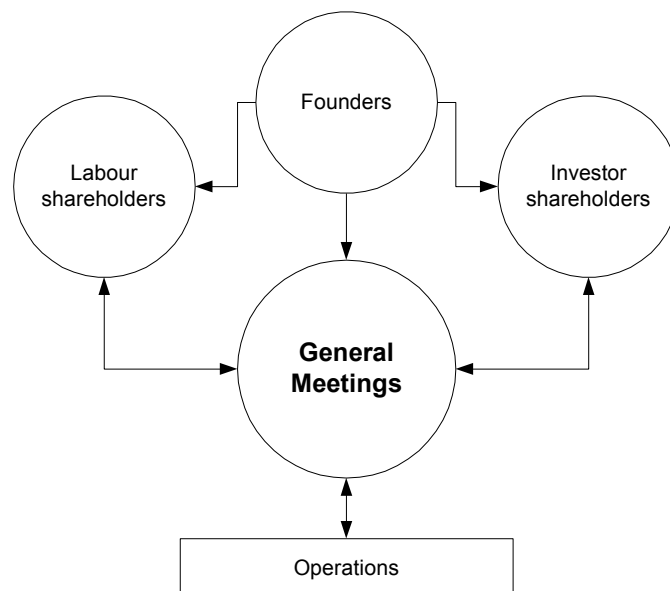 Founders
Labour
shareholders
Investor
shareholders
General
Meetings
Operations